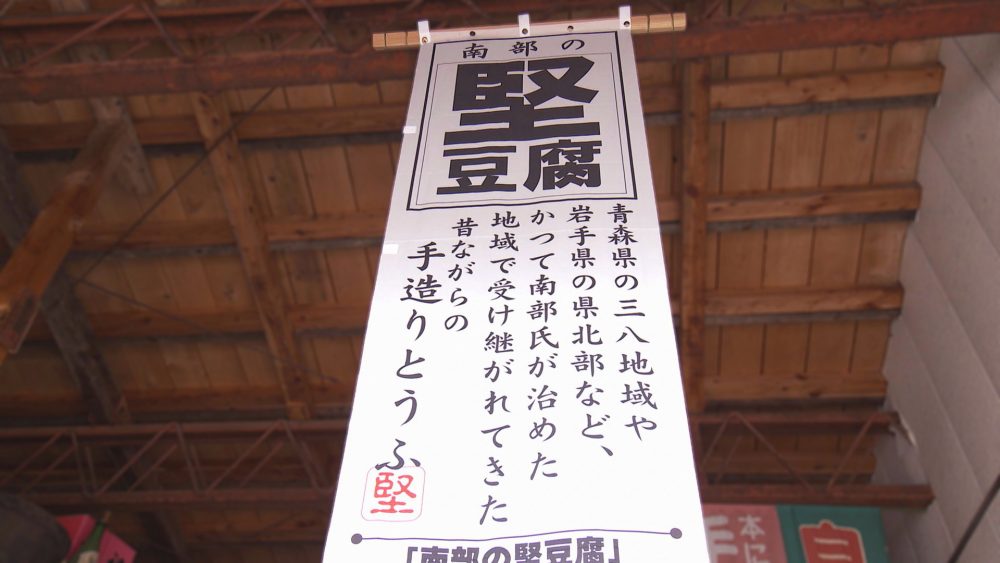 南部の
堅
豆腐
青森県の三八地域や
岩手県の県北部など、
かつて南部氏が治めた
地域で受け継がれてきた
昔ながらの
手造りとうふ
堅
「南部の堅豆腐」
本に